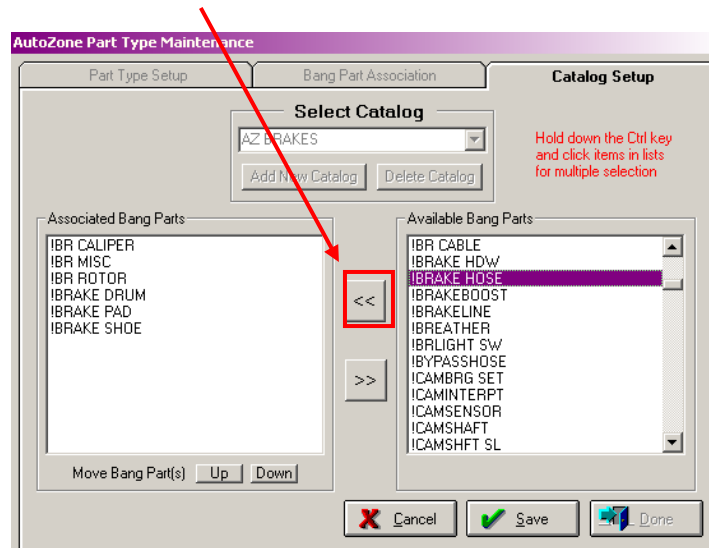 AutoZone Part Type Maintenance
Part Type Setup
Bang Part Association
Catalog Setup
Select Catalog
AZ BRAKES
Add New Catalog
Delete Catalog
Hold down the Ctrl key
and click items in lists
for multiple selection
Associated Bang Parts
!BR CALIPER
!BR MISC
!BR ROTOR
!BRAKE DRUM
!BRAKE PAD
!BRAKE SHOE
<<
>>
Available Bang Parts
!BR CABLE
!BRAKE HDW
!BRAKE HOSE
!BRAKEBOOST
!BRAKELINE
!BREATHER
!BRLIGHT SW
!BYPASSHOSE
!CAMBRG SET
!CAMINTERPT
!CAMSENSOR
!CAMSHAFT
!CAMSHFT SL
Move Bang Part(s) Up Down
Cancel
Save
Done